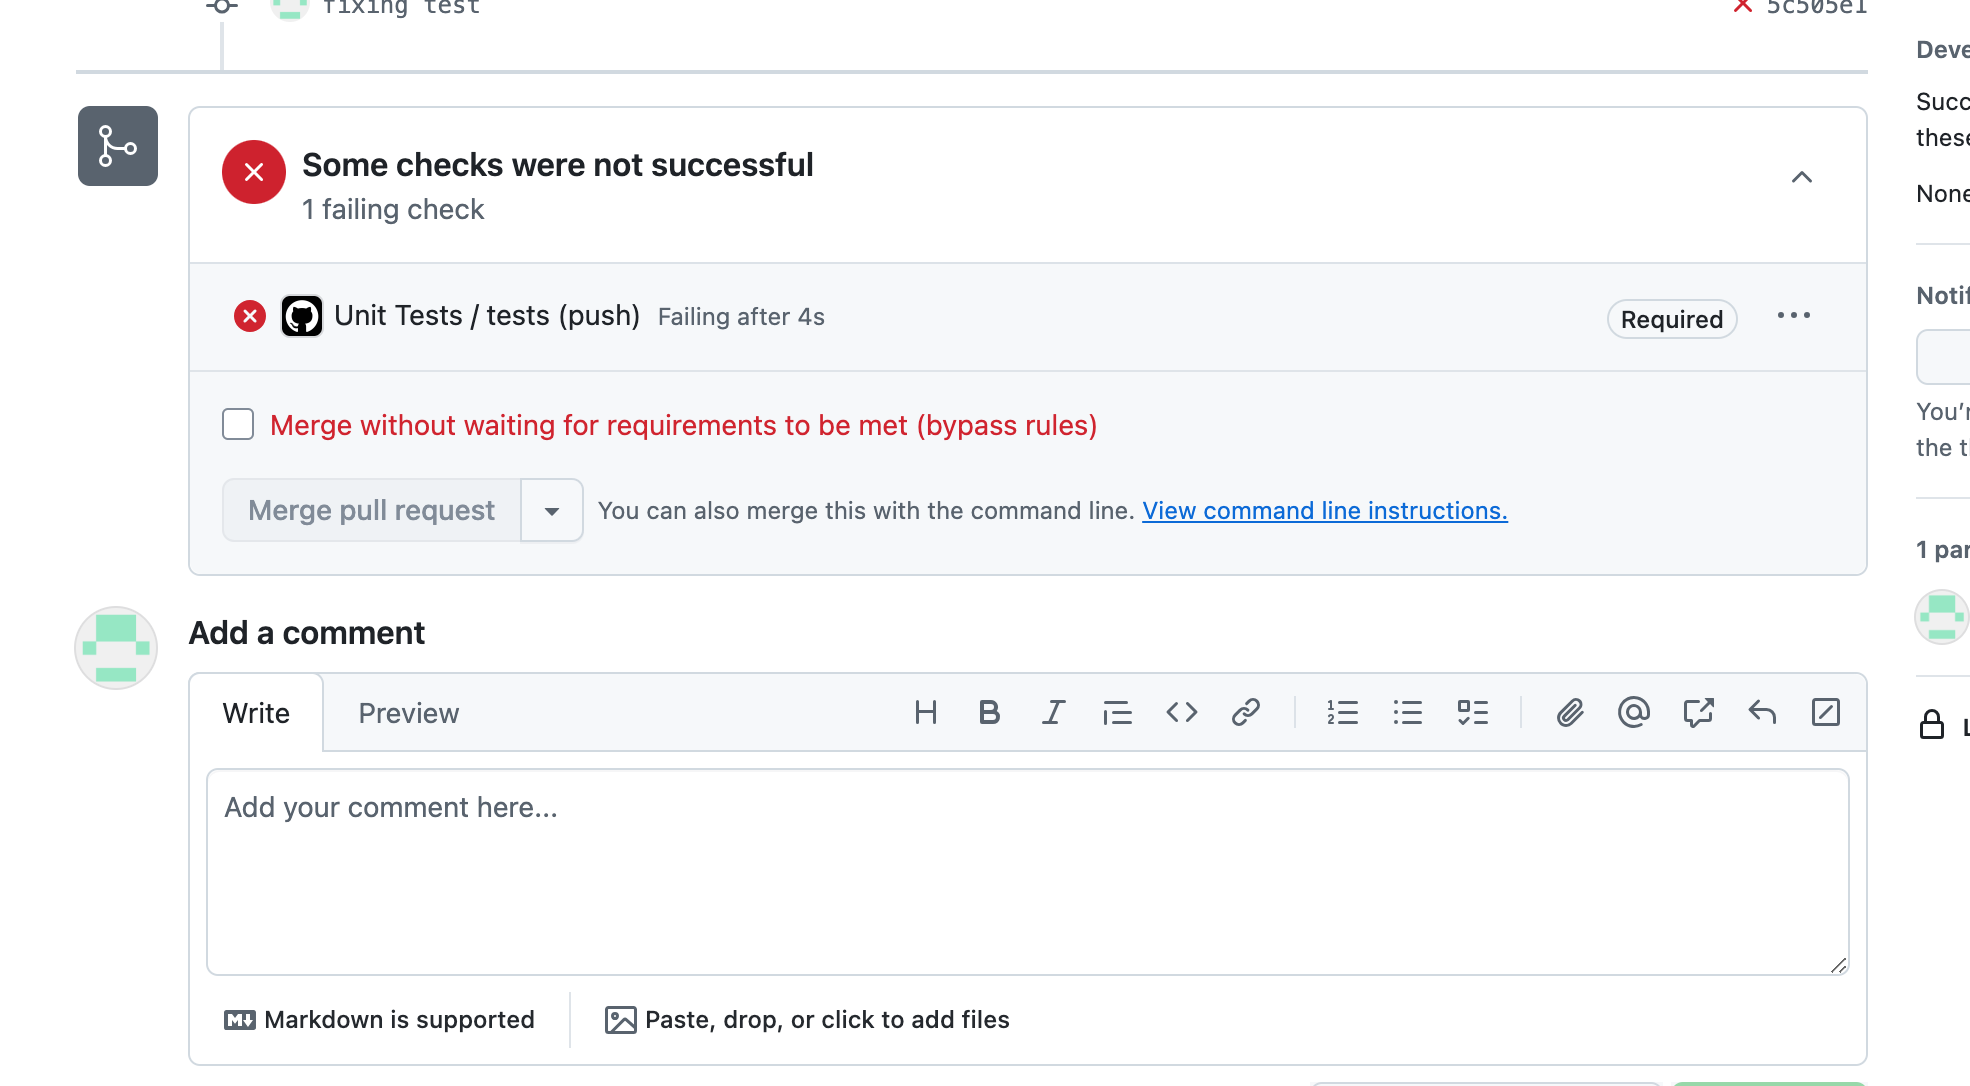 fixing test
5c505e1
Some checks were not successful
1 failing check
Unit Tests / tests (push) Failing after 4s
Required
Merge without waiting for requirements to be met (bypass rules)
Merge pull request
You can also merge this with the command line. View command line instructions.
Add a comment
Write
Preview
Add your comment here...
Markdown is supported
Paste, drop, or click to add files
Deve
Succ
these
None
Notif
You'r
the t
1 par